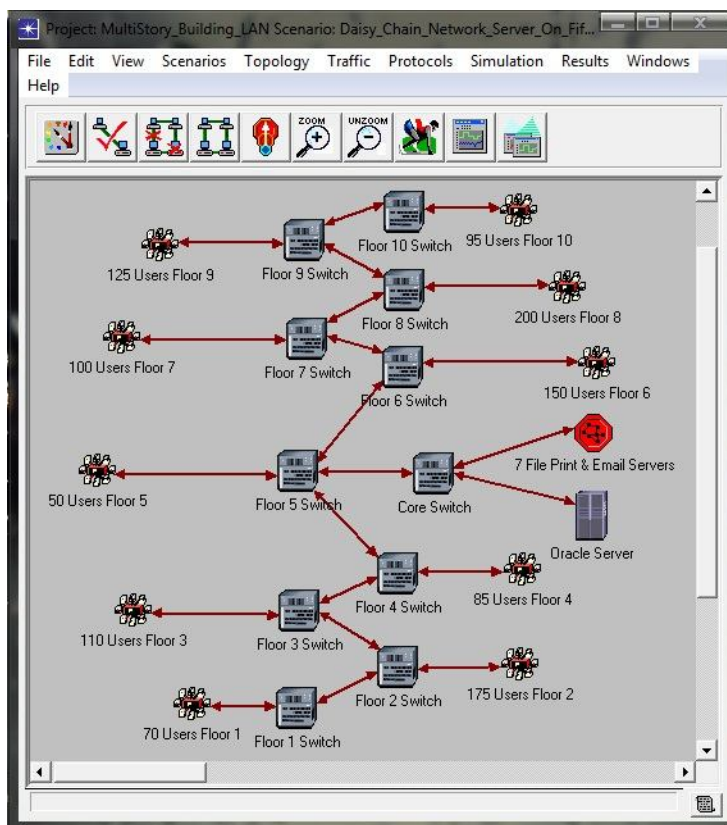 Project: MultiStory_Building_LAN Scenario: Daisy_Chain_Network_Server_On_Fif...
File Edit View Scenarios Topology Traffic Protocols Simulation Results Windows
Help
ZOOM UNZOOM
95 Users Floor 10
Floor 10 Switch
125 Users Floor 9
Floor 9 Switch
Floor 8 Switch
200 Users Floor 8
100 Users Floor 7
Floor 7 Switch
Floor 6 Switch
150 Users Floor 6
7 File Print & Email Servers
50 Users Floor 5
Floor 5 Switch
Core Switch
Oracle Server
Floor 4 Switch
85 Users Floor 4
110 Users Floor 3
Floor 3 Switch
Floor 2 Switch
175 Users Floor 2
70 Users Floor 1
Floor 1 Switch